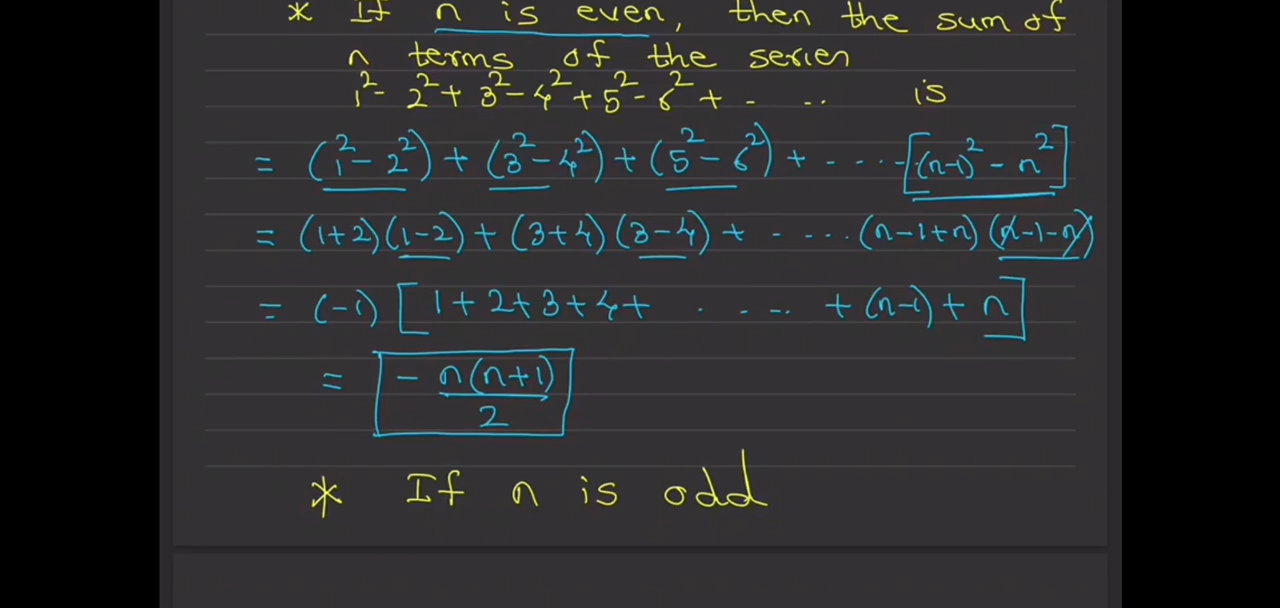 * If n is even, then the sum of
n terms of the serien
1² - 2² + 3² - 4² + 5² - 6² + - .. is
= (1² - 2²) + (3² - 4²) + (5² - 6²) + - .... [(n-1)² - n²]
= (1+2)(1-2) + (3+4)(3-4) + - .... (n-1+n)(n-1-n)
= (-1) [1+2+3+4+ . - - .. + (n-1) + n]
= - n(n+1)/2
* If n is odd